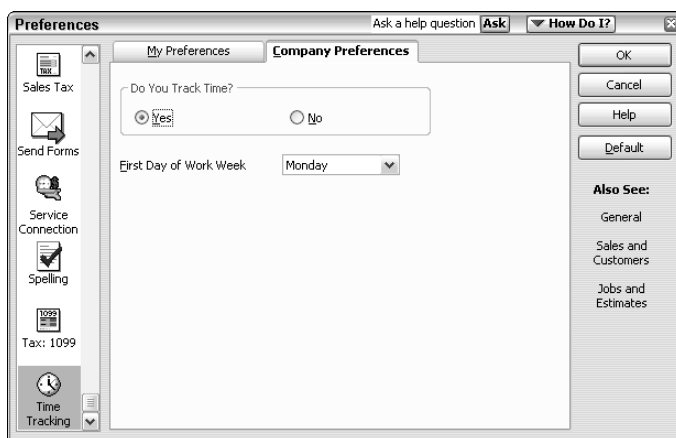 Preferences
Ask a help question Ask How Do I?
My Preferences Company Preferences
TAX
Sales Tax
Send Forms
Service
Connection
Spelling
1099
Tax: 1099
Time
Tracking
Do You Track Time?
Yes No
First Day of Work Week Monday
OK
Cancel
Help
Default
Also See:
General
Sales and
Customers
Jobs and
Estimates